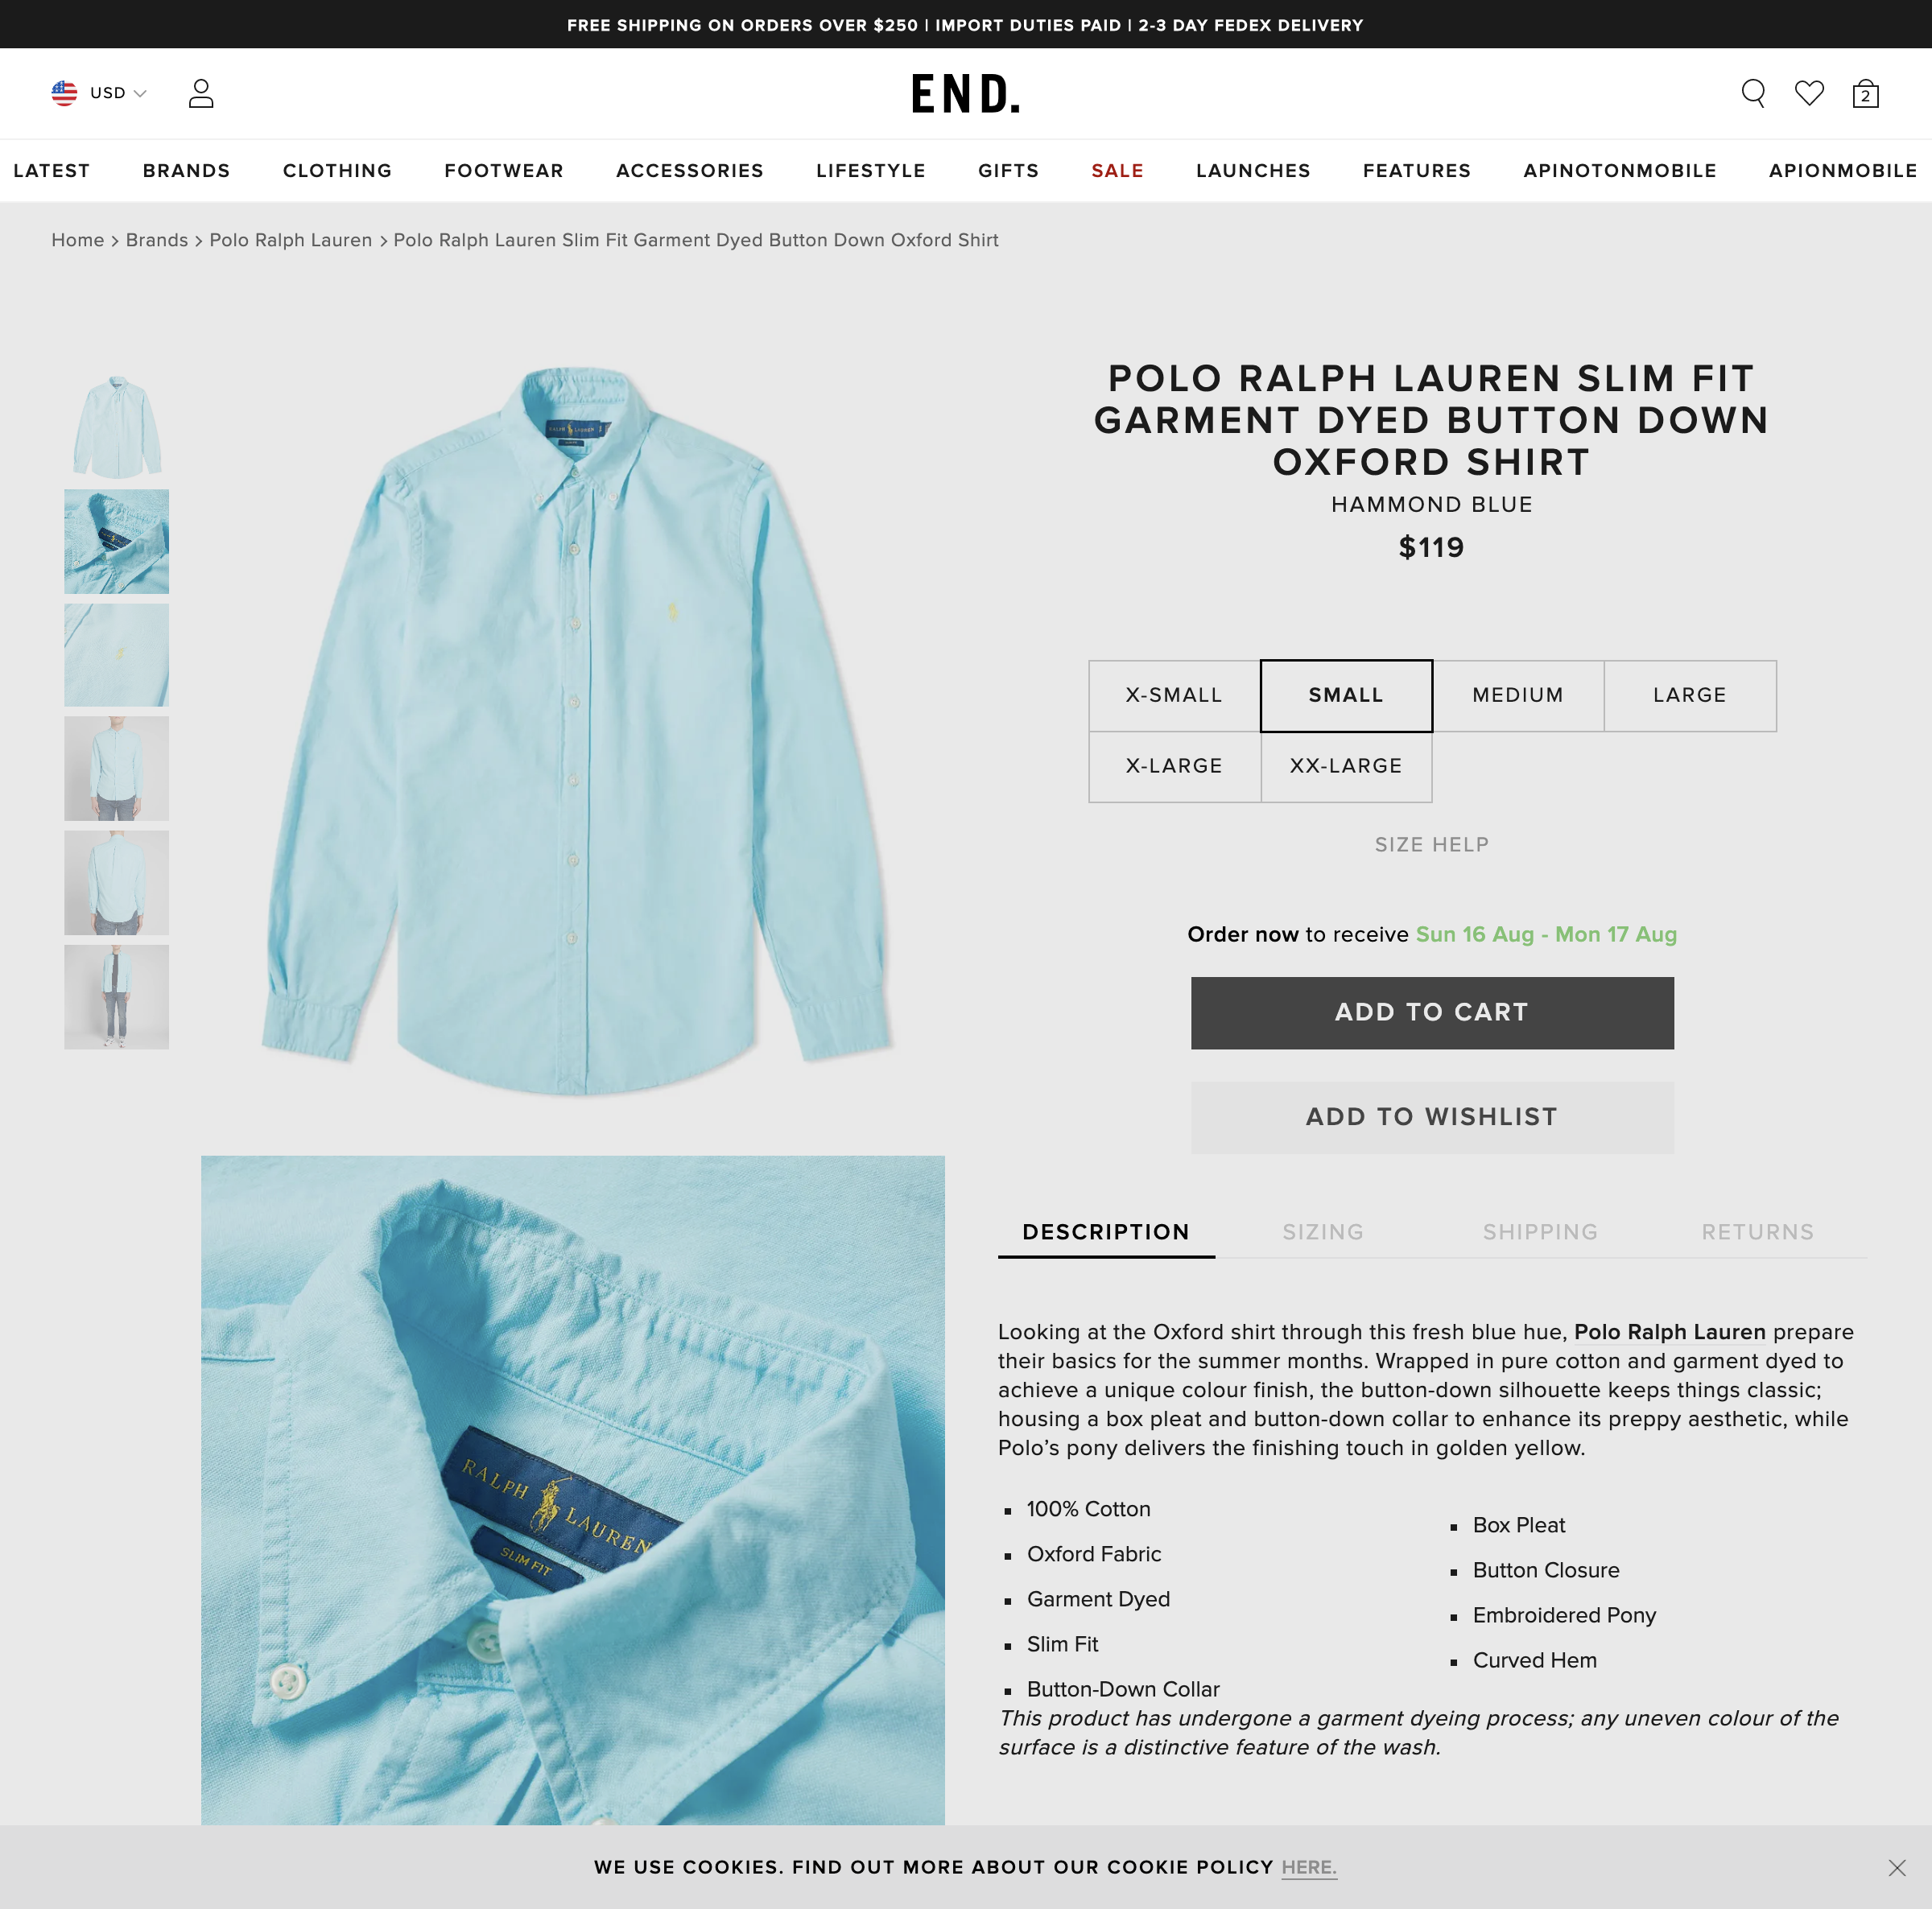 FREE SHIPPING ON ORDERS OVER $250 | IMPORT DUTIES PAID | 2-3 DAY FEDEX DELIVERY
USD
END.
2
LATEST BRANDS CLOTHING FOOTWEAR ACCESSORIES LIFESTYLE GIFTS SALE LAUNCHES FEATURES APINOTONMOBILE APIONMOBILE
Home > Brands > Polo Ralph Lauren > Polo Ralph Lauren Slim Fit Garment Dyed Button Down Oxford Shirt
RALPH LAUREN
POLO RALPH LAUREN SLIM FIT
GARMENT DYED BUTTON DOWN
OXFORD SHIRT
HAMMOND BLUE
$119
X-SMALL SMALL MEDIUM LARGE
X-LARGE XX-LARGE
SIZE HELP
Order now to receive Sun 16 Aug - Mon 17 Aug
ADD TO CART
ADD TO WISHLIST
RALPH LAUREN
SLIM FIT
DESCRIPTION SIZING SHIPPING RETURNS
Looking at the Oxford shirt through this fresh blue hue, Polo Ralph Lauren prepare
their basics for the summer months. Wrapped in pure cotton and garment dyed to
achieve a unique colour finish, the button-down silhouette keeps things classic;
housing a box pleat and button-down collar to enhance its preppy aesthetic, while
Polo’s pony delivers the finishing touch in golden yellow.
100% Cotton
Oxford Fabric
Garment Dyed
Slim Fit
Button-Down Collar
Box Pleat
Button Closure
Embroidered Pony
Curved Hem
This product has undergone a garment dyeing process; any uneven colour of the
surface is a distinctive feature of the wash.
WE USE COOKIES. FIND OUT MORE ABOUT OUR COOKIE POLICY HERE.